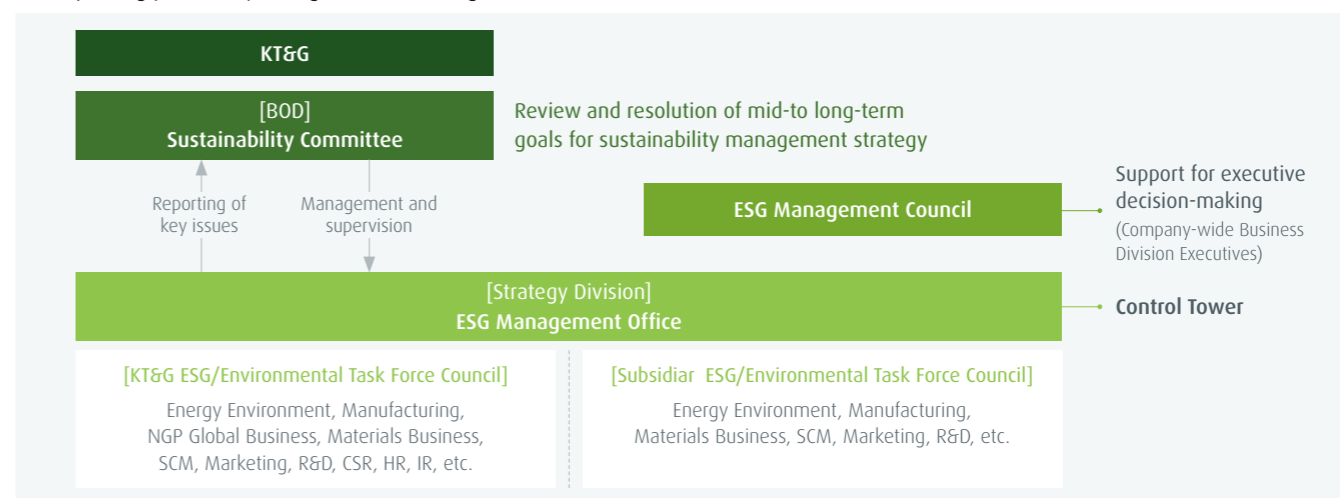 KT&G
[BOD]
Sustainability Committee
Review and resolution of mid-to long-term
goals for sustainability management strategy
Reporting of
key issues
Management and
supervision
ESG Management Council
Support for executive
decision-making
(Company-wide Business
Division Executives)
[Strategy Division]
ESG Management Office
Control Tower
[KT&G ESG/Environmental Task Force Council]
Energy Environment, Manufacturing,
NGP Global Business, Materials Business,
SCM, Marketing, R&D, CSR, HR, IR, etc.
[Subsidiar ESG/Environmental Task Force Council]
Energy Environment, Manufacturing,
Materials Business, SCM, Marketing, R&D, etc.